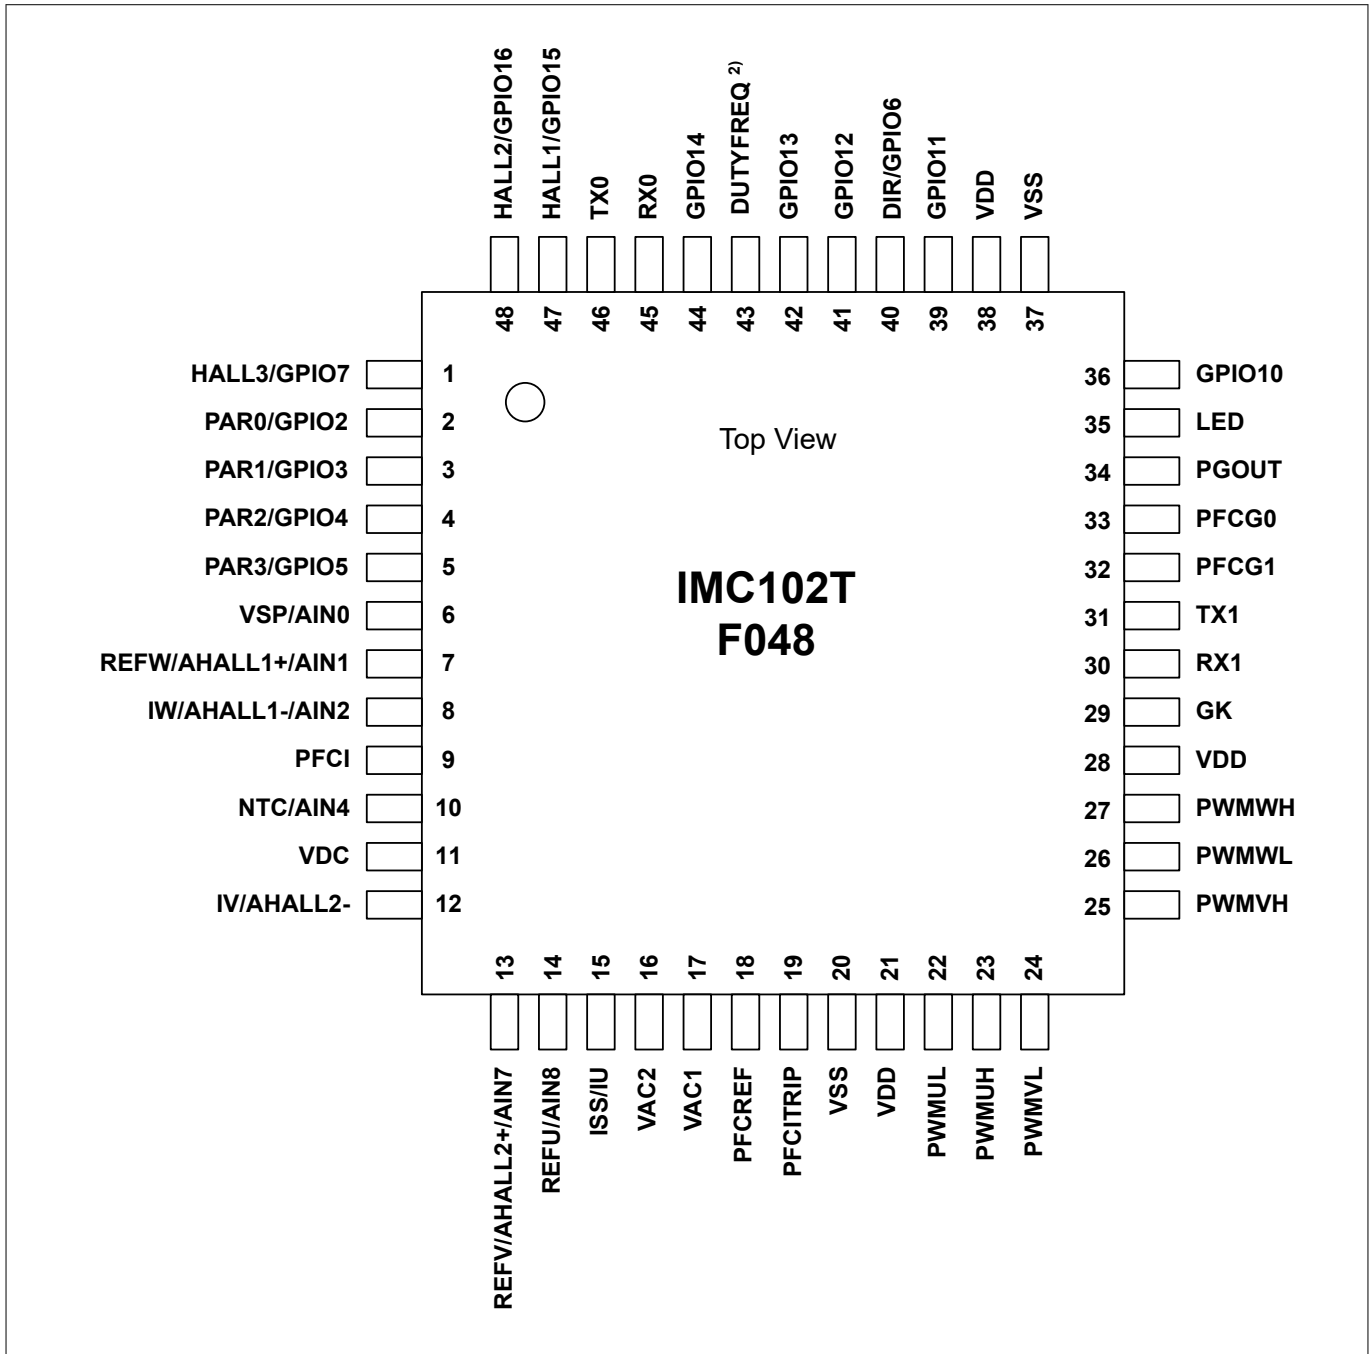 HALL2/GPIO16
HALL1/GPIO15
TX0
RX0
GPIO14
DUTYFREQ 2)
GPIO13
GPIO12
DIR/GPIO6
GPIO11
VDD
VSS
48
47
46
45
44
43
42
41
40
39
38
37
HALL3/GPIO7 1
PAR0/GPIO2 2
PAR1/GPIO3 3
PAR2/GPIO4 4
PAR3/GPIO5 5
VSP/AIN0 6
REFW/AHALL1+/AIN1 7
IW/AHALL1-/AIN2 8
PFCI 9
NTC/AIN4 10
VDC 11
IV/AHALL2- 12
Top View
IMC102T
F048
36 GPIO10
35 LED
34 PGOUT
33 PFCG0
32 PFCG1
31 TX1
30 RX1
29 GK
28 VDD
27 PWMWH
26 PWMWL
25 PWMVH
13
14
15
16
17
18
19
20
21
22
23
24
REFV/AHALL2+/AIN7
REFU/AIN8
ISS/IU
VAC2
VAC1
PFCREF
PFCITRIP
VSS
VDD
PWMUL
PWMUH
PWMVL